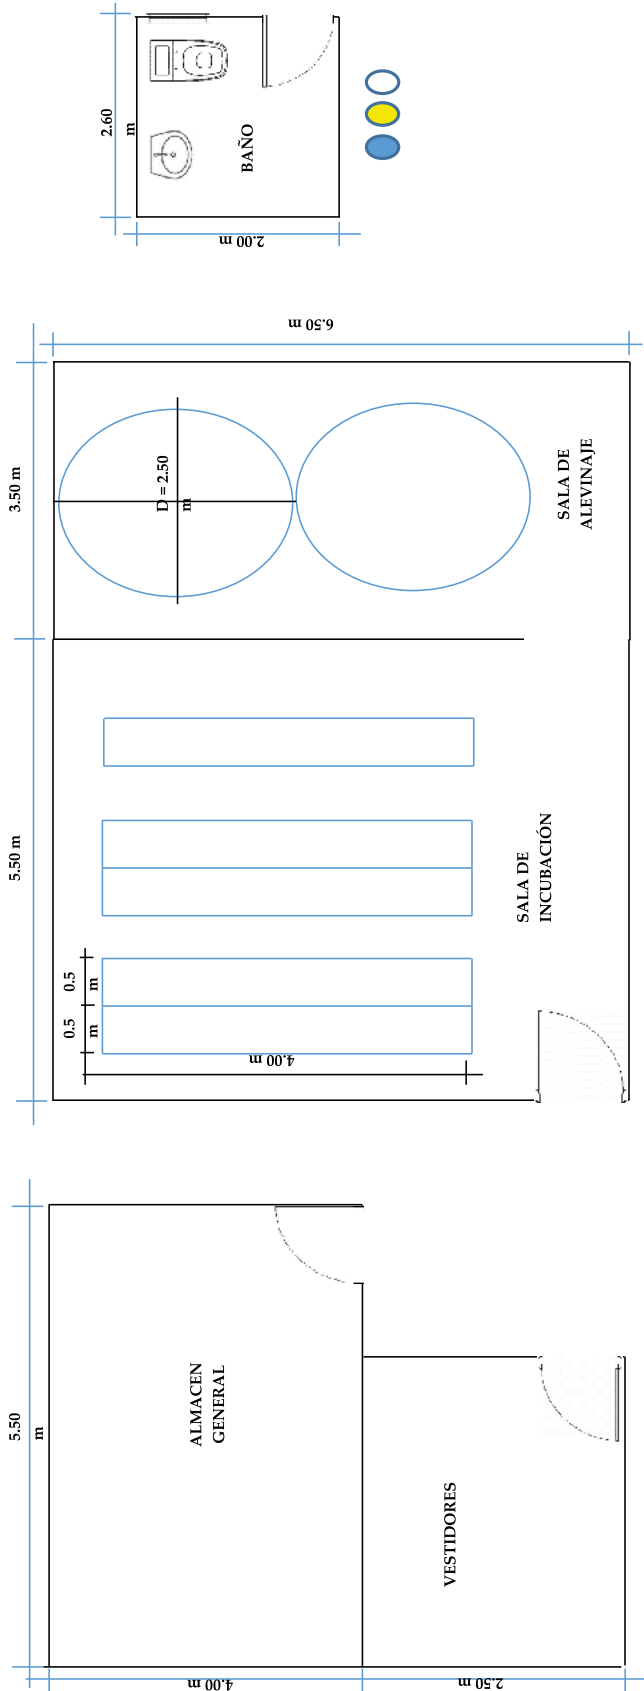 2.60
m
BAÑO
2.00 m
6.50 m
3.50 m
D = 2.50
m
SALA DE
ALEVINAJE
5.50 m
SALA DE
INCUBACIÓN
0.5
m
0.5
m
4.00 m
5.50
m
ALMACEN
GENERAL
VESTIDORES
4.00 m
2.50 m